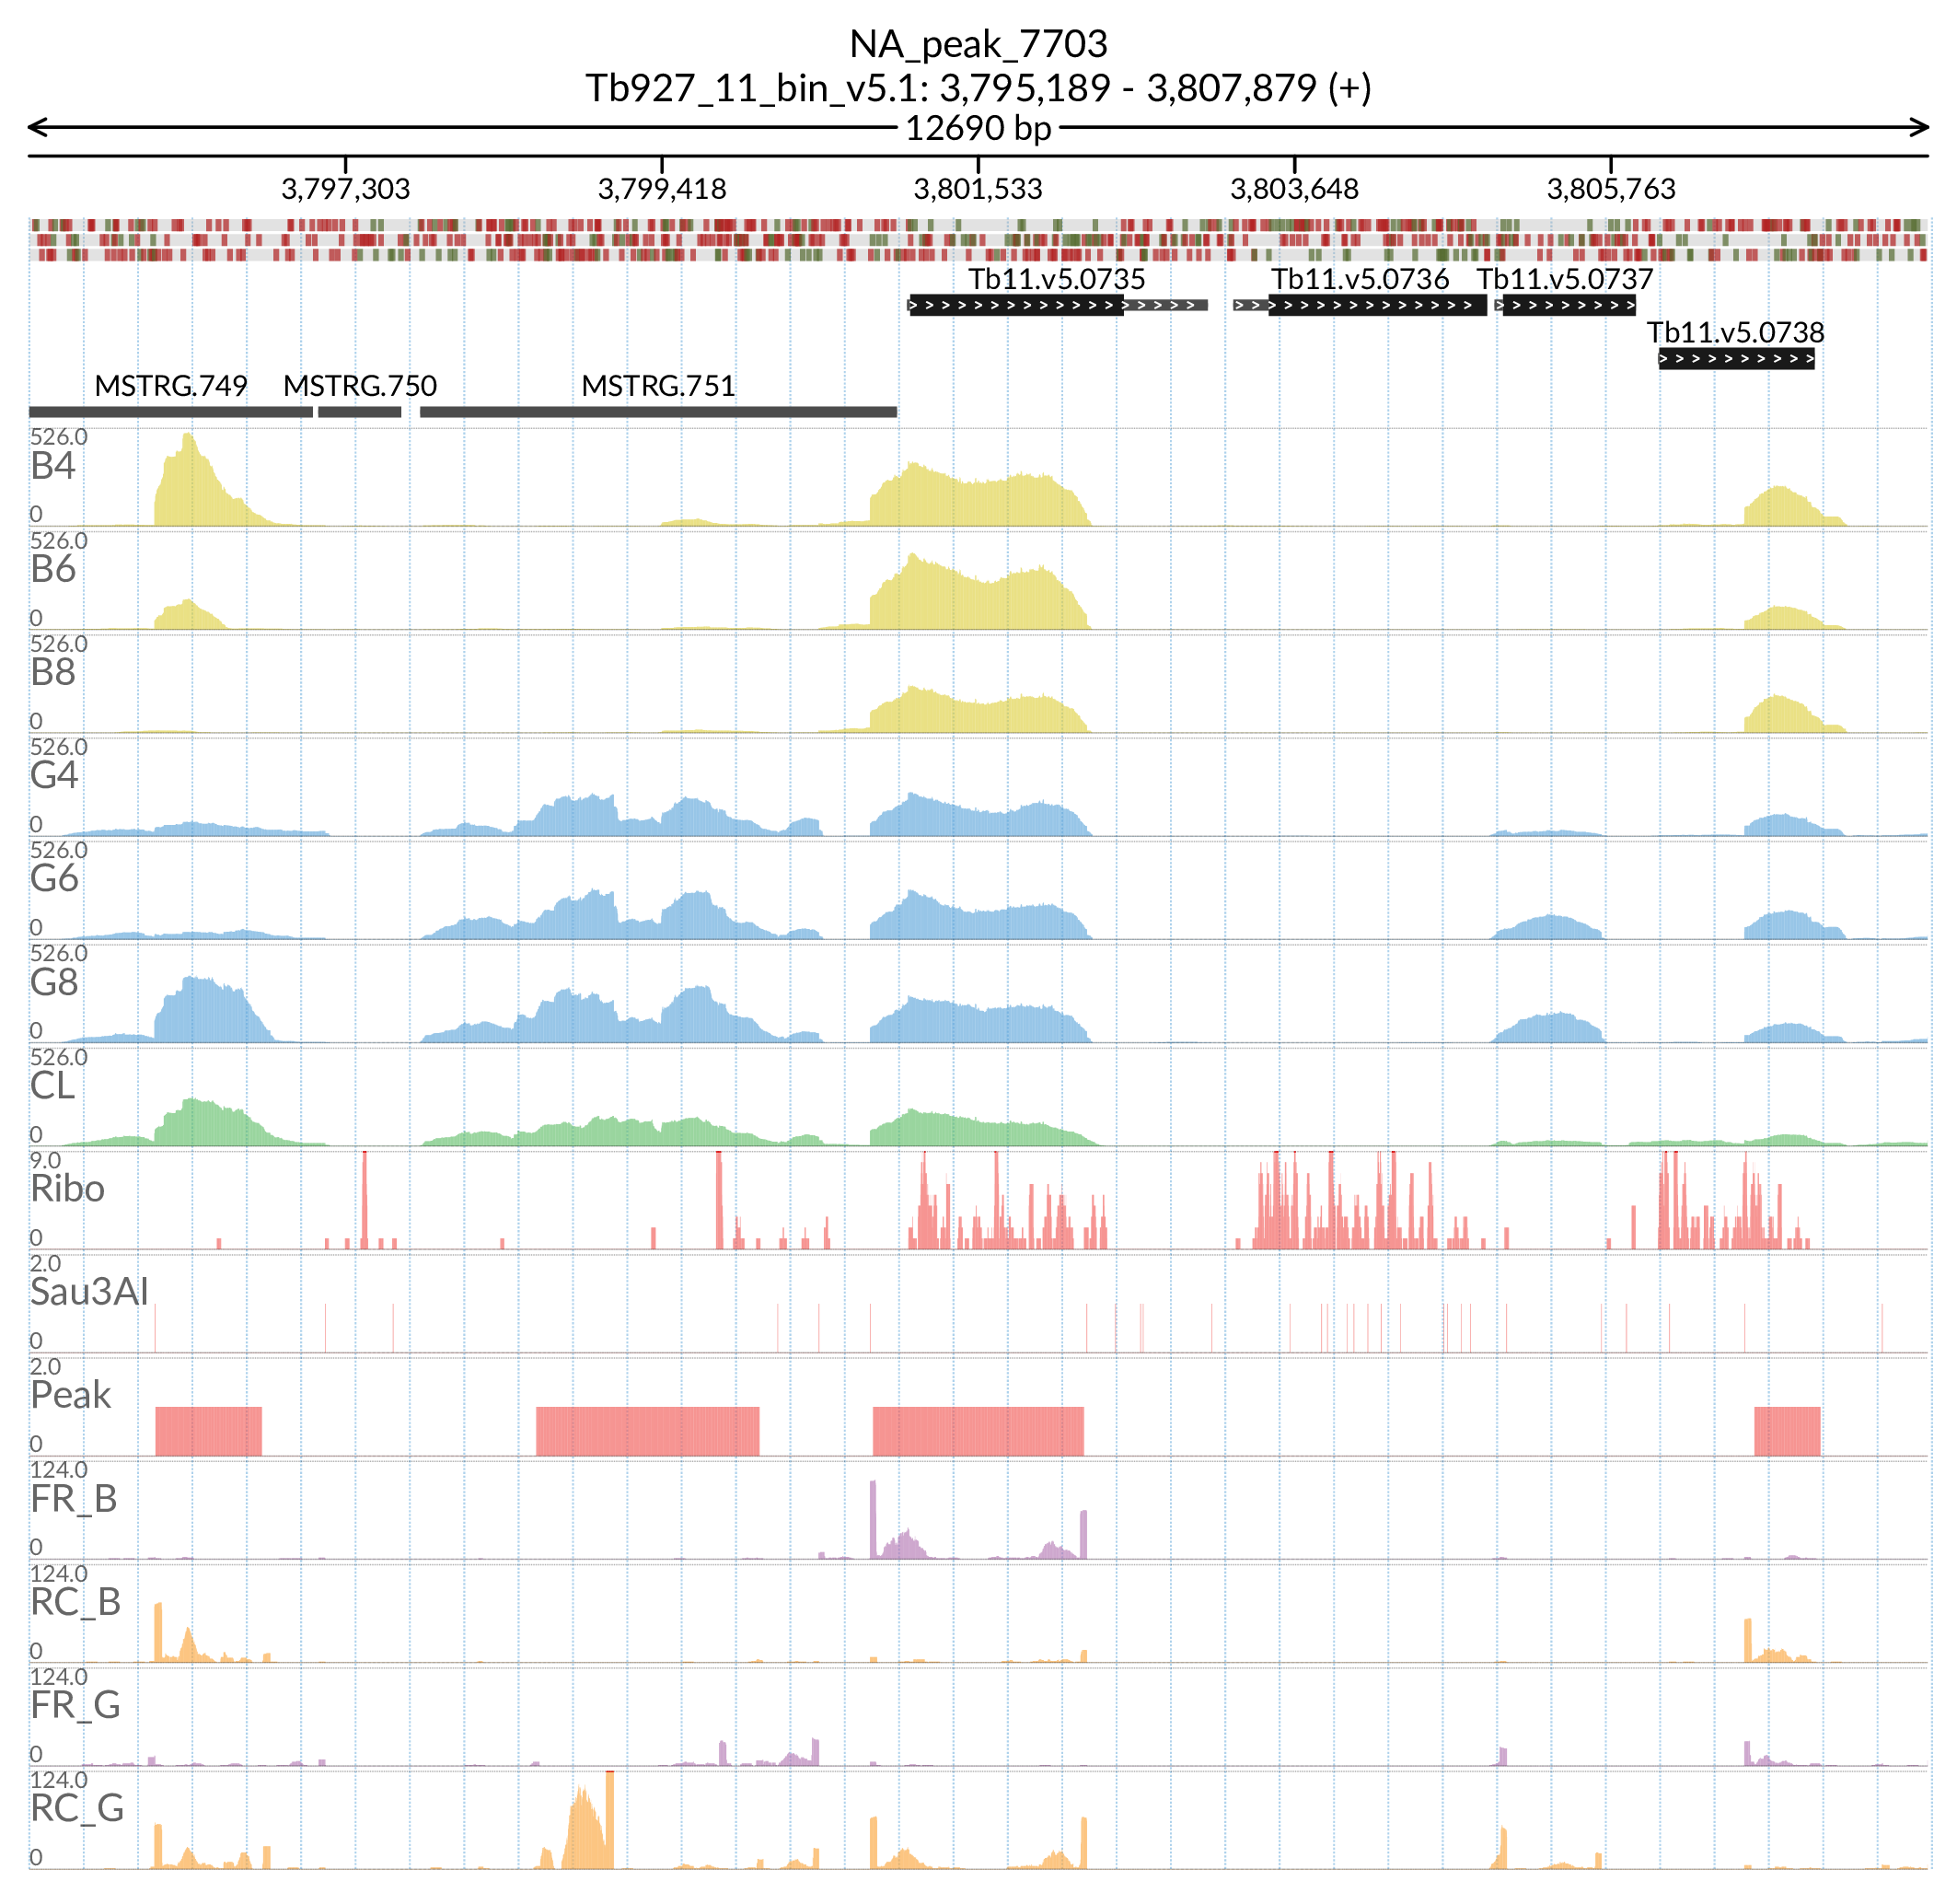 NA_peak_7703
Tb927_11_bin_v5.1: 3,795,189 - 3,807,879 (+)
12690 bp
3,797,303 3,799,418 3,801,533 3,803,648 3,805,763
Tb11.v5.0735 Tb11.v5.0736 Tb11.v5.0737
Tb11.v5.0738
MSTRG.749 MSTRG.750 MSTRG.751
526.0
B4
0
526.0
B6
0
526.0
B8
0
526.0
G4
0
526.0
G6
0
526.0
G8
0
526.0
CL
0
9.0
Ribo
0
2.0
Sau3AI
0
2.0
Peak
0
124.0
FR_B
0
124.0
RC_B
0
124.0
FR_G
0
124.0
RC_G
0